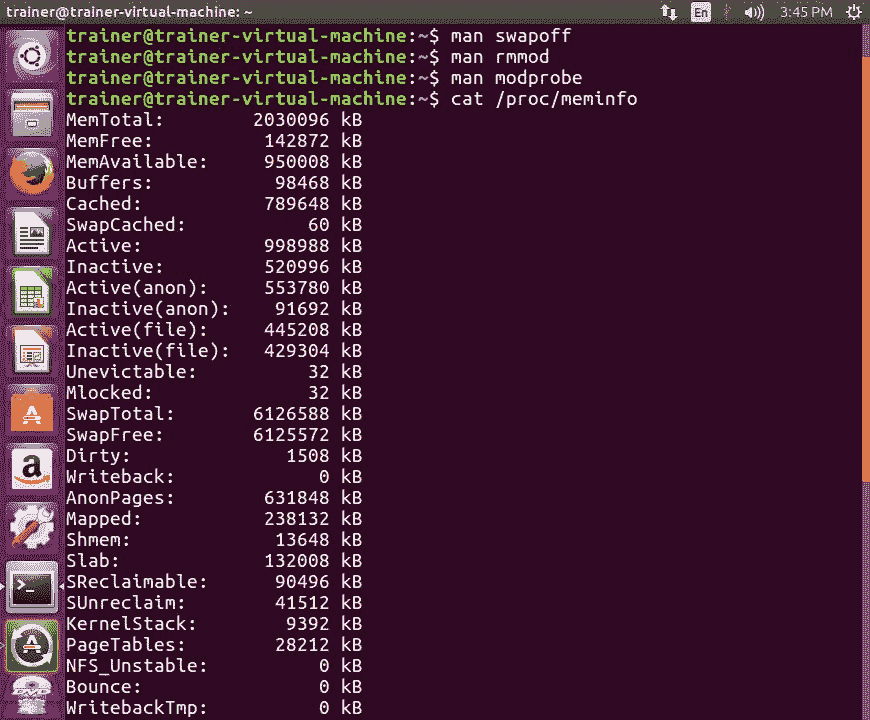 trainer@trainer-virtual-machine: ~ En 3:45 PM
trainer@trainer-virtual-machine:~$ man swapoff
trainer@trainer-virtual-machine:~$ man rmmod
trainer@trainer-virtual-machine:~$ man modprobe
trainer@trainer-virtual-machine:~$ cat /proc/meminfo
MemTotal: 2030096 kB
MemFree: 142872 kB
MemAvailable: 950008 kB
Buffers: 98468 kB
Cached: 789648 kB
SwapCached: 60 kB
Active: 998988 kB
Inactive: 520996 kB
Active(anon): 553780 kB
Inactive(anon): 91692 kB
Active(file): 445208 kB
Inactive(file): 429304 kB
Unevictable: 32 kB
Mlocked: 32 kB
SwapTotal: 6126588 kB
SwapFree: 6125572 kB
Dirty: 1508 kB
Writeback: 0 kB
AnonPages: 631848 kB
Mapped: 238132 kB
Shmem: 13648 kB
Slab: 132008 kB
SReclaimable: 90496 kB
SUnreclaim: 41512 kB
KernelStack: 9392 kB
PageTables: 28212 kB
NFS_Unstable: 0 kB
Bounce: 0 kB
WritebackTmp: 0 kB